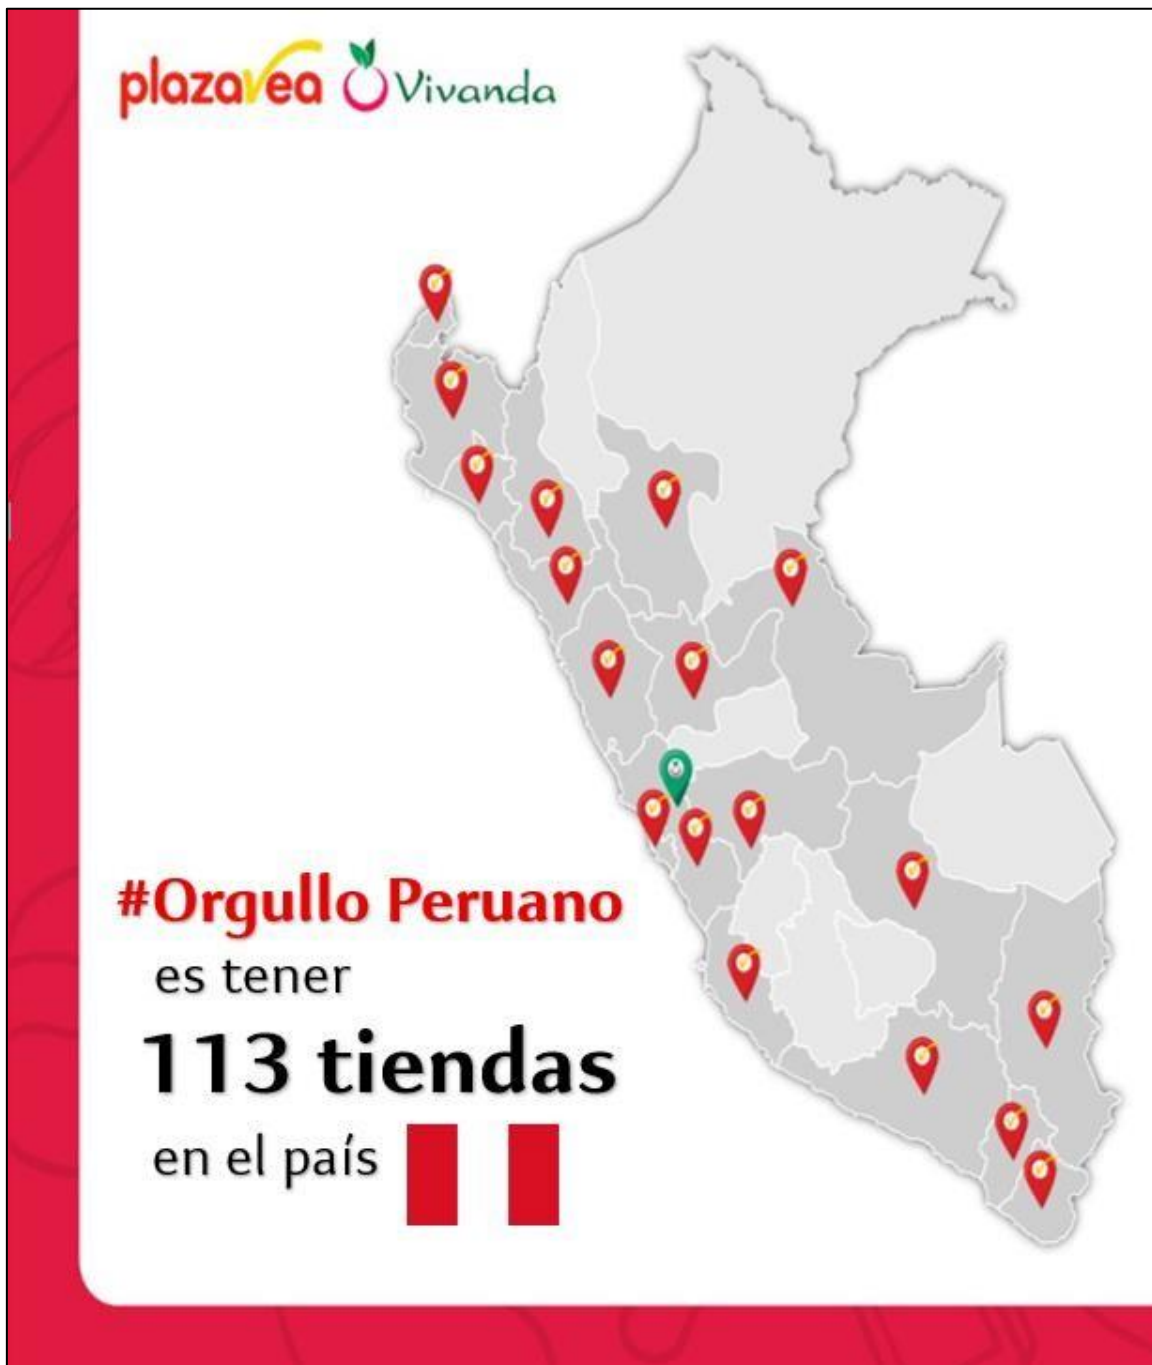 plazavea Vivanda
#Orgullo Peruano
es tener
113 tiendas
en el país